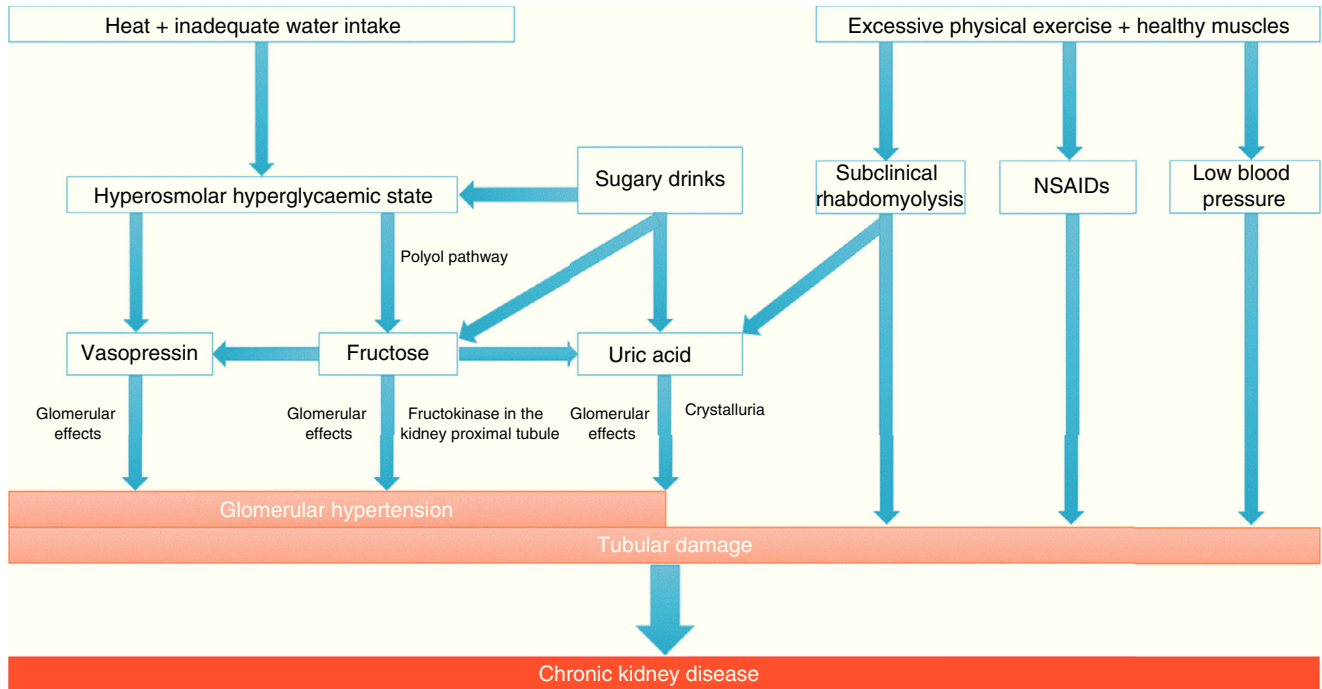 Heat + inadequate water intake
Excessive physical exercise + healthy muscles
Sugary drinks
Subclinical
rhabdomyolysis
NSAIDs
Low blood
pressure
Hyperosmolar hyperglycaemic state
Polyol pathway
Vasopressin
Fructose
Uric acid
Glomerular
effects
Glomerular
effects
Fructokinase in the
kidney proximal tubule
Glomerular
effects
Crystalluria
Glomerular hypertension
Tubular damage
Chronic kidney disease